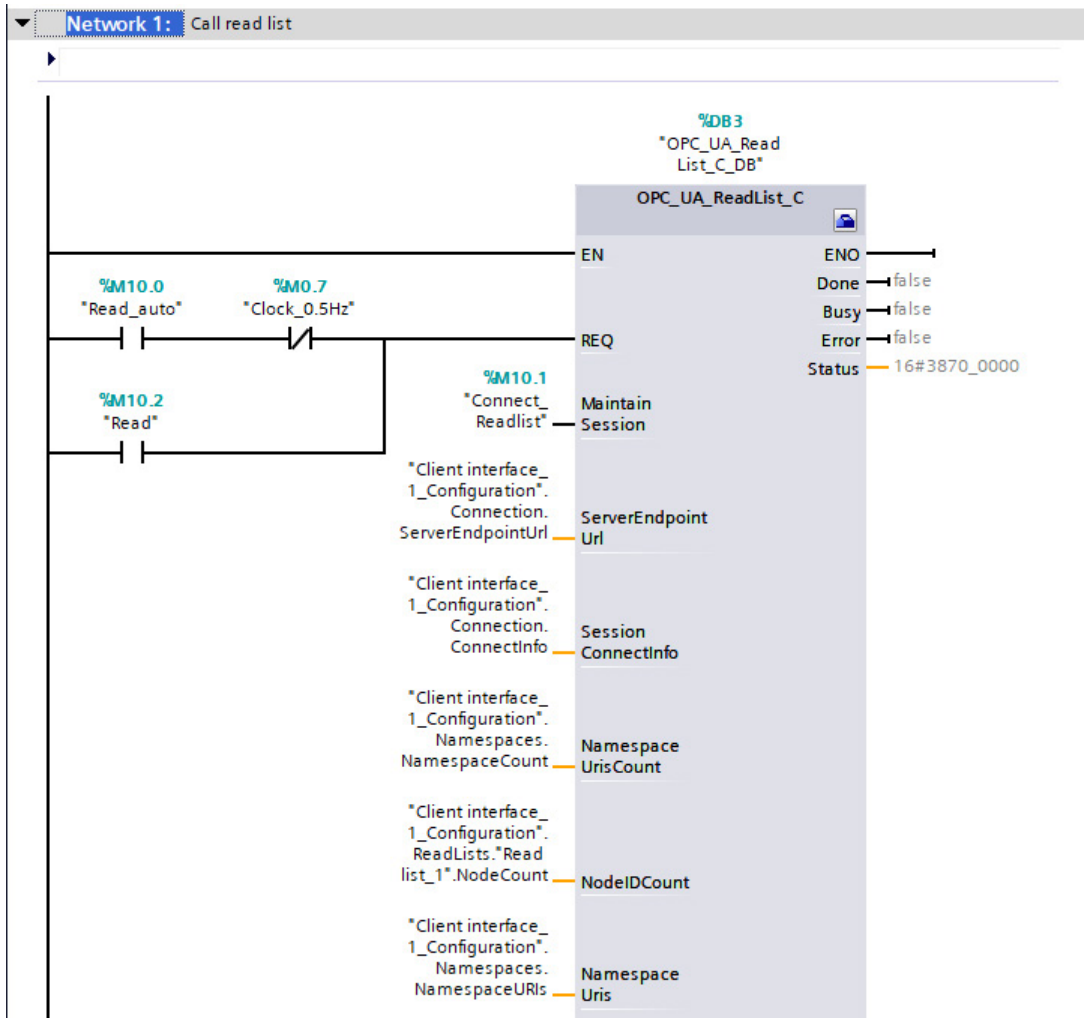 Network 1: Call read list
%DB3
"OPC_UA_Read
List_C_DB"
OPC_UA_ReadList_C
EN
ENO
%M10.0
"Read_auto"
%M0.7
"Clock_0.5Hz"
REQ
Done
false
Busy
false
Error
false
Status
16#3870_0000
%M10.2
"Read"
%M10.1
"Connect_
Readlist"
Maintain
Session
"Client interface_
1_Configuration".
Connection.
ServerEndpointUrl
ServerEndpoint
Url
"Client interface_
1_Configuration".
Connection.
ConnectInfo
Session
ConnectInfo
"Client interface_
1_Configuration".
Namespaces.
NamespaceCount
Namespace
UrisCount
"Client interface_
1_Configuration".
ReadLists."Read
list_1".NodeCount
NodeIDCount
"Client interface_
1_Configuration".
Namespaces.
NamespaceURIs
Namespace
Uris